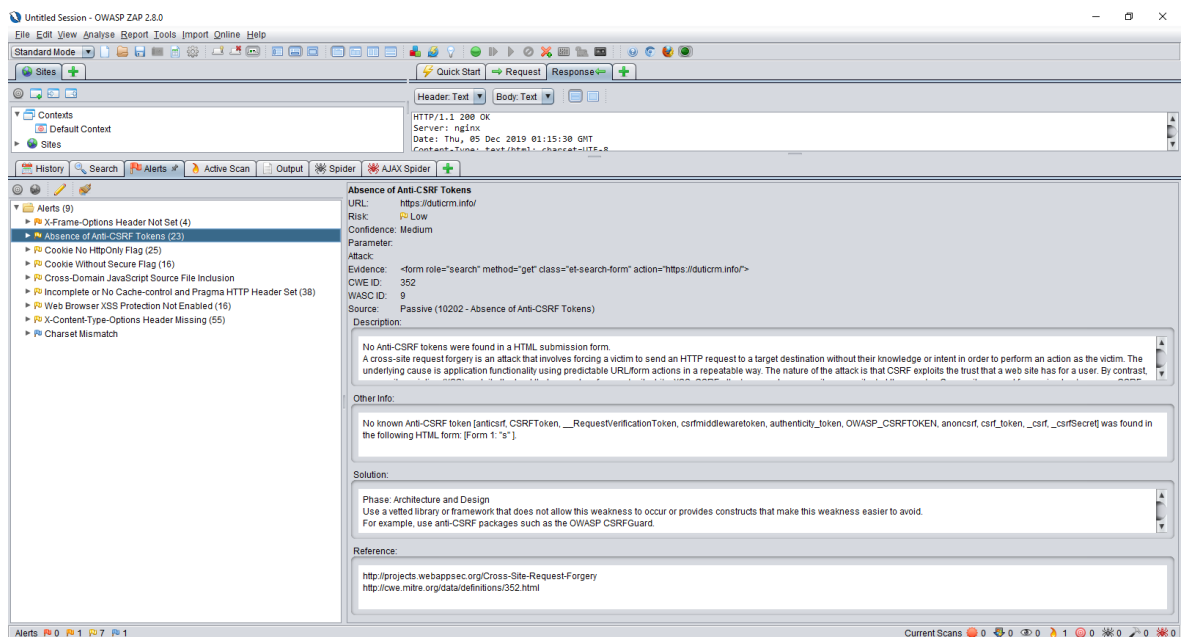 Untitled Session - OWASP ZAP 2.8.0
File Edit View Analyse Report Tools Import Online Help
Standard Mode
Sites
Quick Start Request Response
Header: Text Body: Text
Contexts
Default Context
Sites
HTTP/1.1 200 OK
Server: nginx
Date: Thu, 05 Dec 2019 01:15:30 GMT
Content-Type: text/html; charset=UTF-8
History Search Alerts Active Scan Output Spider AJAX Spider
Alerts (9)
X-Frame-Options Header Not Set (4)
Absence of Anti-CSRF Tokens (23)
Cookie No HttpOnly Flag (25)
Cookie Without Secure Flag (16)
Cross-Domain JavaScript Source File Inclusion
Incomplete or No Cache-control and Pragma HTTP Header Set (38)
Web Browser XSS Protection Not Enabled (16)
X-Content-Type-Options Header Missing (55)
Charset Mismatch
Absence of Anti-CSRF Tokens
URL: https://duticrm.info/
Risk: Low
Confidence: Medium
Parameter:
Attack:
Evidence: <form role="search" method="get" class="et-search-form" action="https://duticrm.info/">
CWE ID: 352
WASC ID: 9
Source: Passive (10202 - Absence of Anti-CSRF Tokens)
Description:
No Anti-CSRF tokens were found in a HTML submission form.
A cross-site request forgery is an attack that involves forcing a victim to send an HTTP request to a target destination without their knowledge or intent in order to perform an action as the victim. The
underlying cause is application functionality using predictable URL/form actions in a repeatable way. The nature of the attack is that CSRF exploits the trust that a web site has for a user. By contrast,
Other Info:
No known Anti-CSRF token [anticsrf, CSRFToken, __RequestVerificationToken, csrfmiddlewaretoken, authenticity_token, OWASP_CSRFTOKEN, anoncsrf, csrf_token, _csrf, _csrfSecret] was found in
the following HTML form: [Form 1: "s" ].
Solution:
Phase: Architecture and Design
Use a vetted library or framework that does not allow this weakness to occur or provides constructs that make this weakness easier to avoid.
For example, use anti-CSRF packages such as the OWASP CSRFGuard.
Reference:
http://projects.webappsec.org/Cross-Site-Request-Forgery
http://cwe.mitre.org/data/definitions/352.html
Alerts 0 1 7 1 Current Scans 0 0 0 1 0 0 0 0